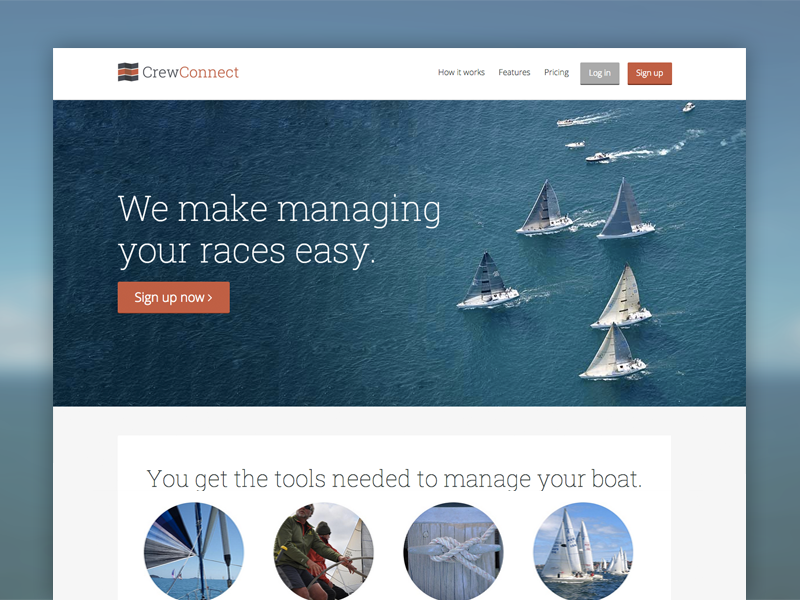 CrewConnect
How it works Features Pricing Log in Sign up
We make managing
your races easy.
Sign up now ›
You get the tools needed to manage your boat.